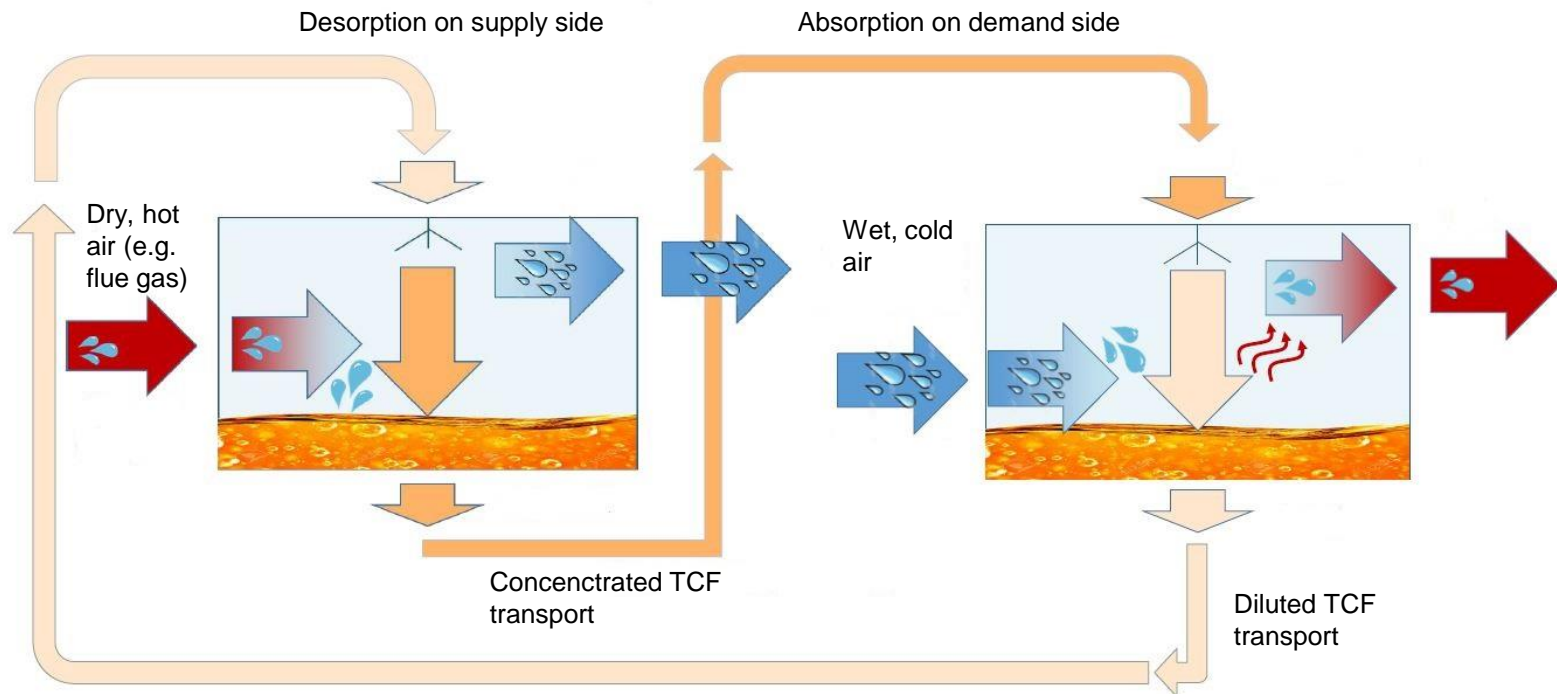 Desorption on supply side
Absorption on demand side
Dry, hot
air (e.g.
flue gas)
Wet, cold
air
Concenctrated TCF
transport
Diluted TCF
transport